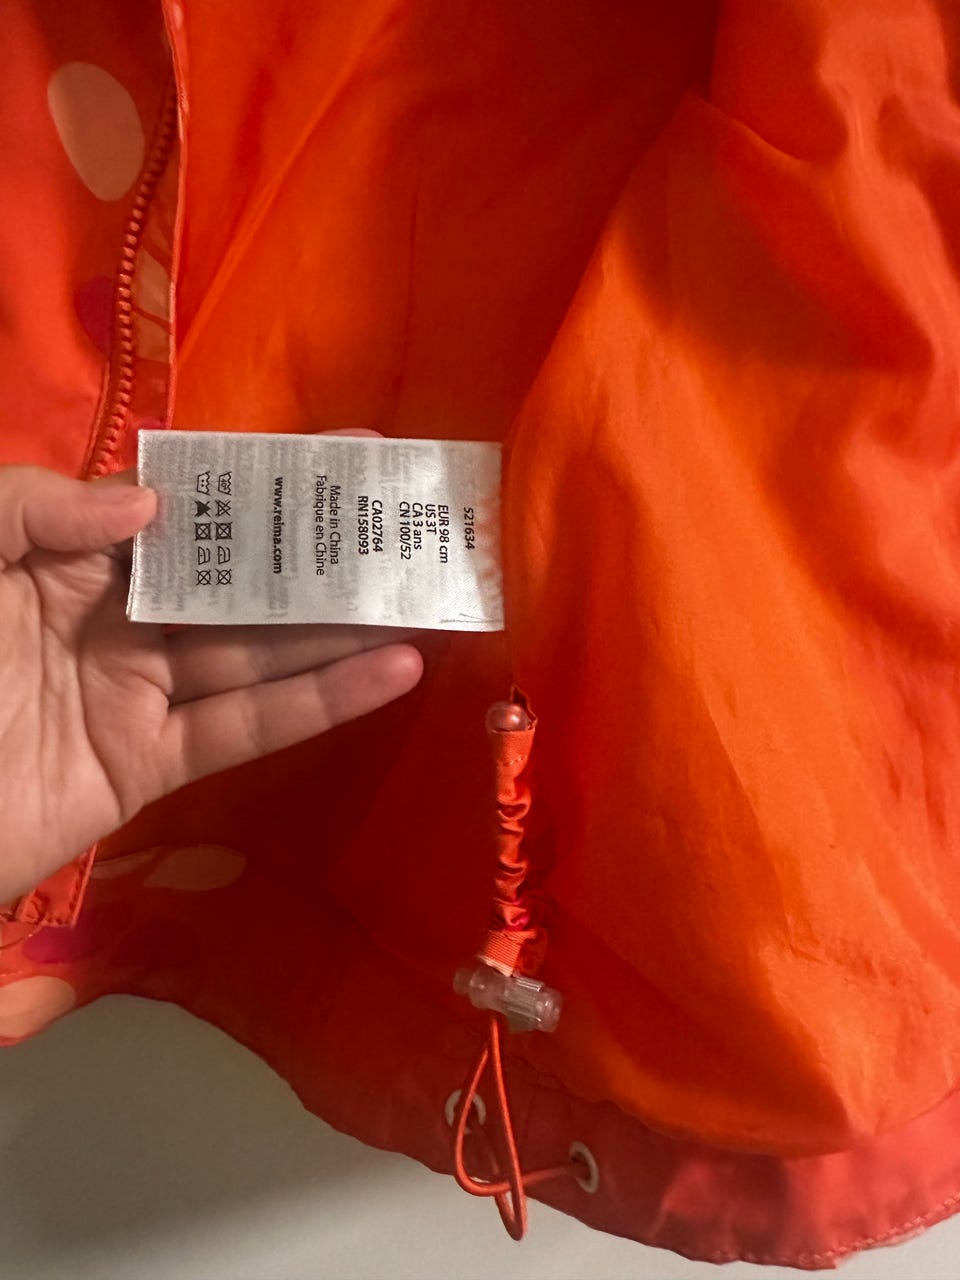 521634
EUR 98 cm
US 3T
CA 3 ans
CN 100/52
CA02764
RN158093
Made in China
Fabrique en Chine
www.reima.com